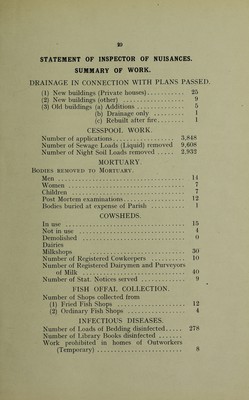 39
STATEMENT OF INSPECTOR OF NUISANCES.
SUMMARY OF WORK.
DRAINAGE IN CONNECTION WITH PLANS PASSED.
(1) New buildings (Private houses)........... 25
(2) New buildings (other) .................... 9
(3) Old buildings (a) Additions .............. 5
(b) Drainage only .......... 1
(c) Rebuilt after fire........ 1
CESSPOOL WORK.
Number of applications...................... 3,848
Number of Sewage Loads (Liquid) removed 9,608
Number of Night Soil Loads removed ..... 2,932
MORTUARY.
BODIES REMOVED TO MORTUARY.
Men ........................................ 14
Women ...................................... 7
Children ................................... 7
Post Mortem examinations.................... 12
Bodies buried at expense of Parish ......... 1
COWSHEDS.
In use ..................................... 15
Not in use ................................. 4
Demolished ................................. 0
Dairies
Milkshops .................................. 30
Number of Registered Cowkeepers ............ 10
Number of Registered Dairymen and Purveyors
of Milk .................................. 40
Number of Stat. Notices served ............. 9
FISH OFFAL COLLECTION.
Number of Shops collected from
(1) Fried Fish Shops ....................... 12
(2) Ordinary Fish Shops .................... 4
INFECTIOUS DISEASES.
Number of Loads of Bedding disinfected..... 278
Number of Library Books disinfected ......
Work prohibited in homes of Outworkers
(Temporary) .............................. 8